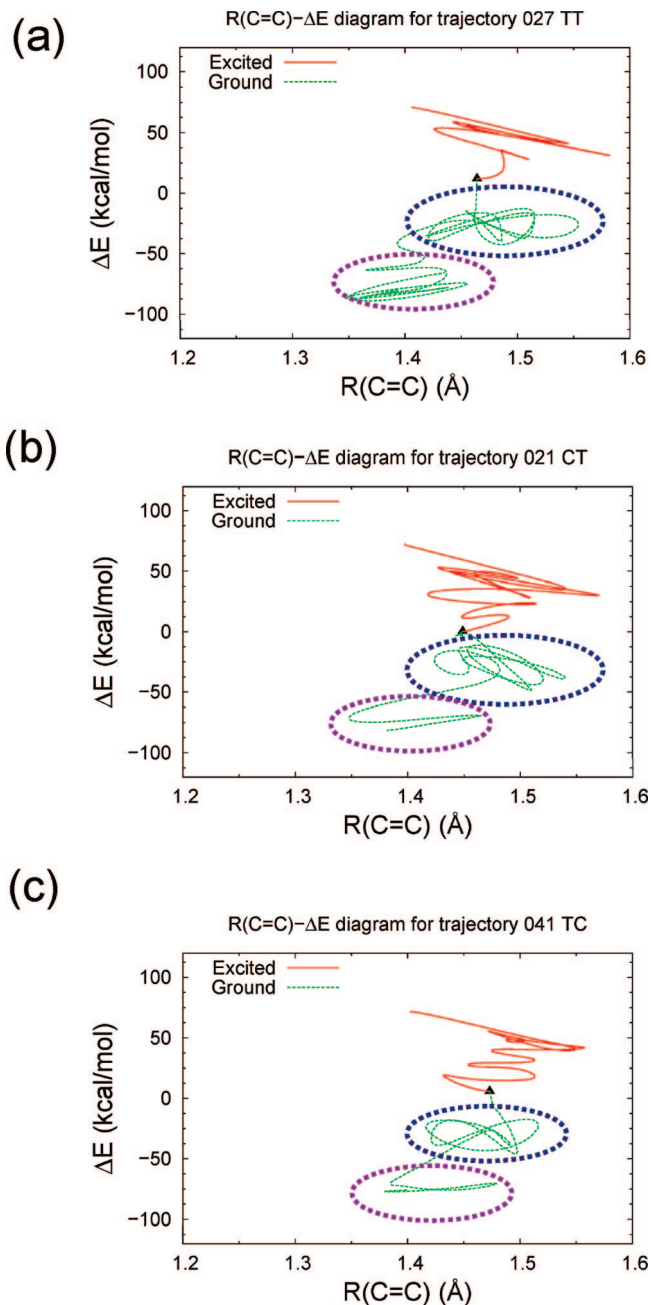 (a)
R(C=C)−ΔE diagram for trajectory 027 TT
Excited
Ground
100
50
0
−50
−100
ΔE (kcal/mol)
1.2 1.3 1.4 1.5 1.6
R(C=C) (Å)
(b)
R(C=C)−ΔE diagram for trajectory 021 CT
Excited
Ground
100
50
0
−50
−100
ΔE (kcal/mol)
1.2 1.3 1.4 1.5 1.6
R(C=C) (Å)
(c)
R(C=C)−ΔE diagram for trajectory 041 TC
Excited
Ground
100
50
0
−50
−100
ΔE (kcal/mol)
1.2 1.3 1.4 1.5 1.6
R(C=C) (Å)